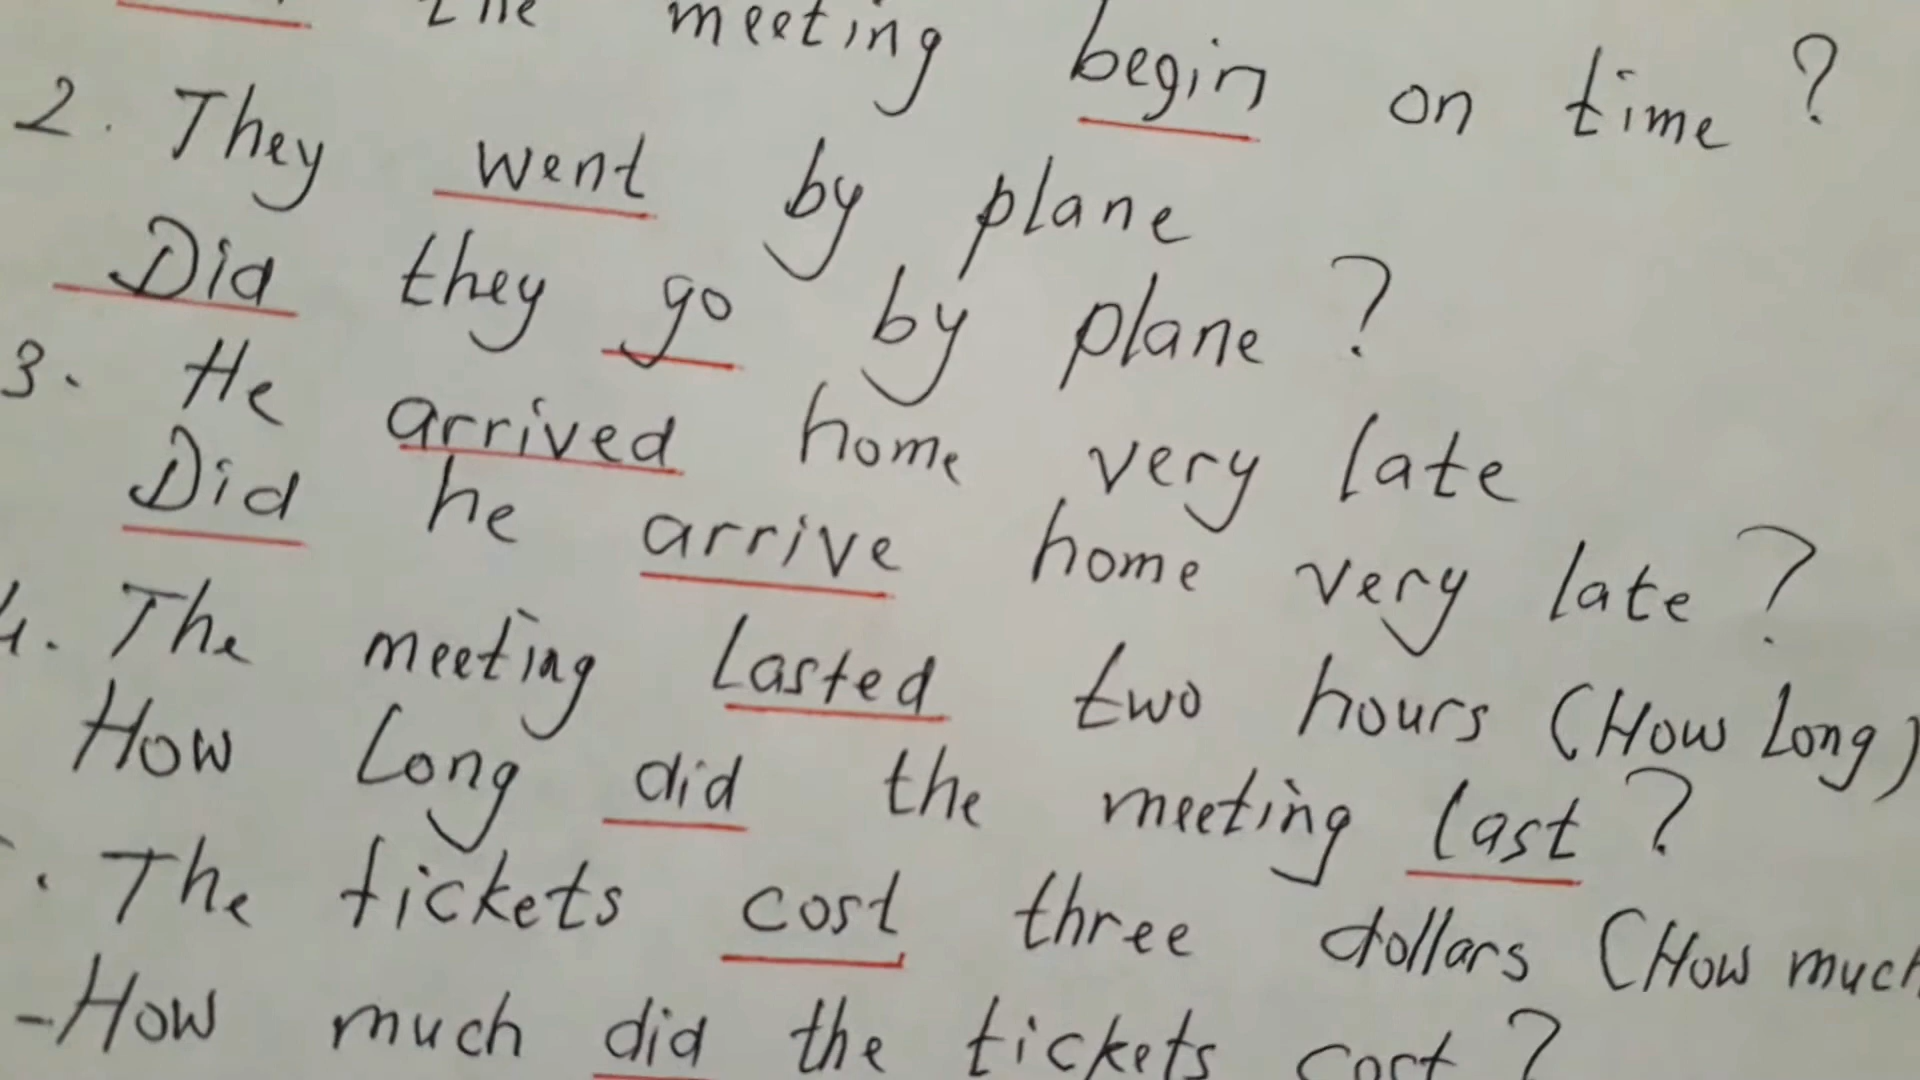 the meeting begin on time ?
2. They went by plane
Did they go by plane ?
3. He arrived home very late
Did he arrive home very late ?
4. The meeting Lasted two hours (How Long)
How Long did the meeting last ?
. The tickets cost three dollars (How much
-How much did the tickets cost ?